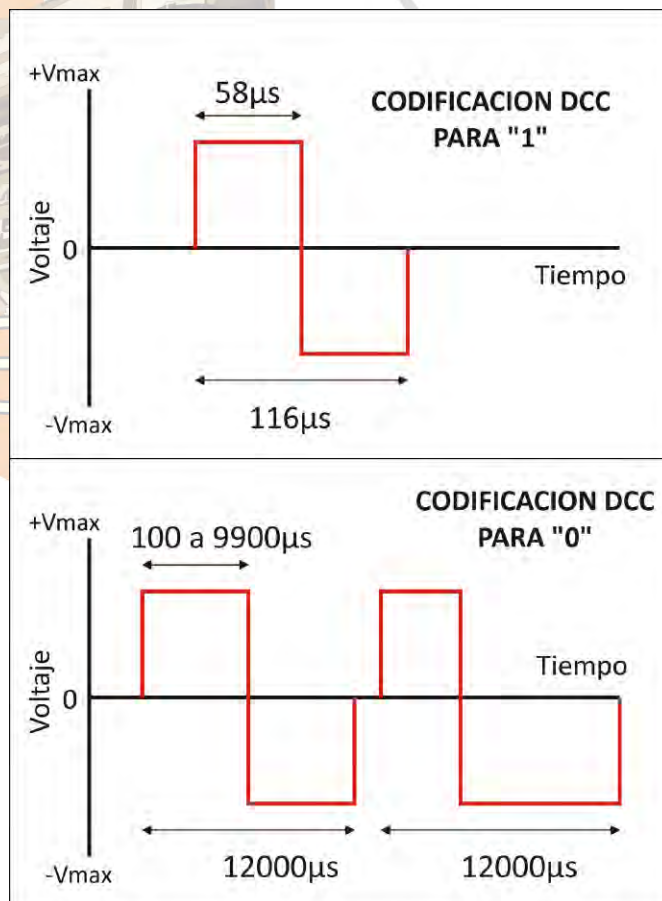 +Vmax
58µs
CODIFICACION DCC
PARA "1"
Voltaje
0
Tiempo
116µs
-Vmax
CODIFICACION DCC
PARA "0"
+Vmax
100 a 9900µs
Voltaje
Tiempo
0
12000µs
12000µs
-Vmax